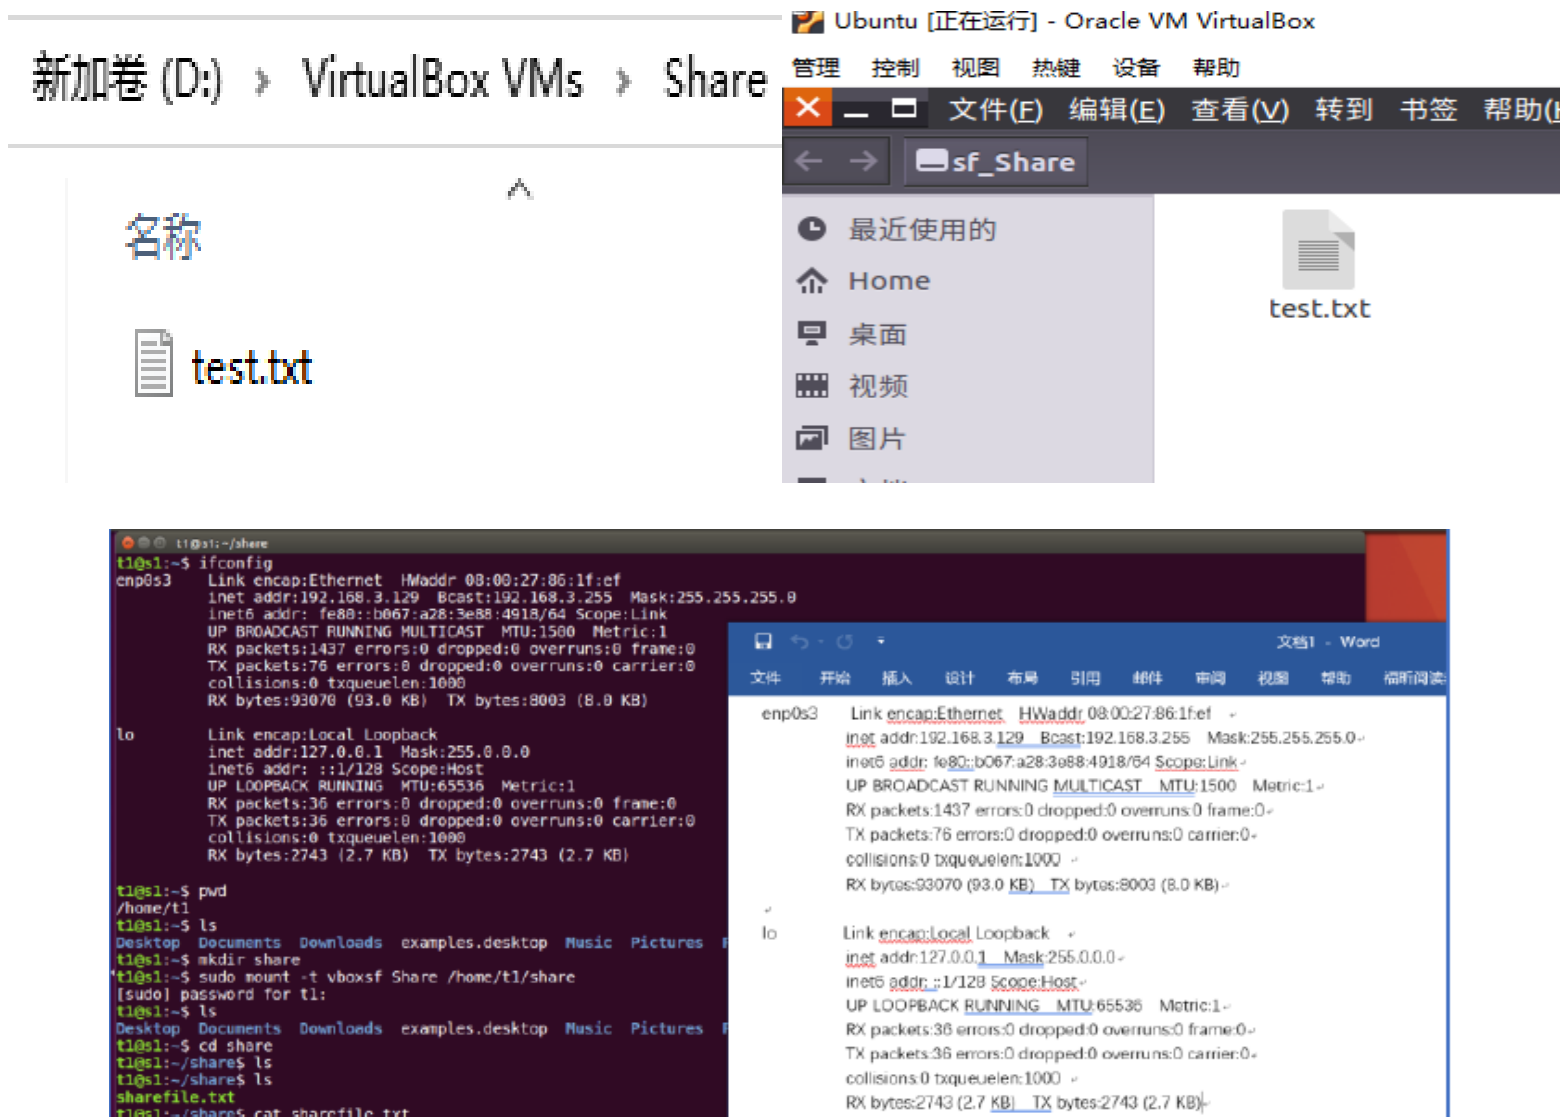 新加卷 (D:) › VirtualBox VMs › Share
名称
test.txt
Ubuntu [正在运行] - Oracle VM VirtualBox
管理 控制 视图 热键 设备 帮助
文件(F) 编辑(E) 查看(V) 转到 书签 帮助(
sf_Share
最近使用的
Home
桌面
视频
图片
test.txt
t1@s1:~/share
t1@s1:~$ ifconfig
enp0s3 Link encap:Ethernet HWaddr 08:00:27:86:1f:ef
inet addr:192.168.3.129 Bcast:192.168.3.255 Mask:255.255.255.0
inet6 addr: fe80::b067:a28:3e88:4918/64 Scope:Link
UP BROADCAST RUNNING MULTICAST MTU:1500 Metric:1
RX packets:1437 errors:0 dropped:0 overruns:0 frame:0
TX packets:76 errors:0 dropped:0 overruns:0 carrier:0
collisions:0 txqueuelen:1000
RX bytes:93070 (93.0 KB) TX bytes:8003 (8.0 KB)
lo Link encap:Local Loopback
inet addr:127.0.0.1 Mask:255.0.0.0
inet6 addr: ::1/128 Scope:Host
UP LOOPBACK RUNNING MTU:65536 Metric:1
RX packets:36 errors:0 dropped:0 overruns:0 frame:0
TX packets:36 errors:0 dropped:0 overruns:0 carrier:0
collisions:0 txqueuelen:1000
RX bytes:2743 (2.7 KB) TX bytes:2743 (2.7 KB)
t1@s1:~$ pwd
/home/t1
t1@s1:~$ ls
Desktop Documents Downloads examples.desktop Music Pictures
t1@s1:~$ mkdir share
t1@s1:~$ sudo mount -t vboxsf Share /home/t1/share
[sudo] password for t1:
t1@s1:~$ ls
Desktop Documents Downloads examples.desktop Music Pictures
t1@s1:~$ cd share
t1@s1:~/share$ ls
t1@s1:~/share$ ls
sharefile.txt
t1@s1:~/share$ cat sharefile.txt
文档1 - Word
文件 开始 插入 设计 布局 引用 邮件 审阅 视图 帮助 福昕阅读
enp0s3 Link encap:Ethernet HWaddr 08:00:27:86:1f:ef
inet addr:192.168.3.129 Bcast:192.168.3.255 Mask:255.255.255.0
inet6 addr: fe80::b067:a28:3e88:4918/64 Scope:Link
UP BROADCAST RUNNING MULTICAST MTU:1500 Metric:1
RX packets:1437 errors:0 dropped:0 overruns:0 frame:0
TX packets:76 errors:0 dropped:0 overruns:0 carrier:0
collisions:0 txqueuelen:1000
RX bytes:93070 (93.0 KB) TX bytes:8003 (8.0 KB)
lo Link encap:Local Loopback
inet addr:127.0.0.1 Mask:255.0.0.0
inet6 addr: ::1/128 Scope:Host
UP LOOPBACK RUNNING MTU:65536 Metric:1
RX packets:36 errors:0 dropped:0 overruns:0 frame:0
TX packets:36 errors:0 dropped:0 overruns:0 carrier:0
collisions:0 txqueuelen:1000
RX bytes:2743 (2.7 KB) TX bytes:2743 (2.7 KB)